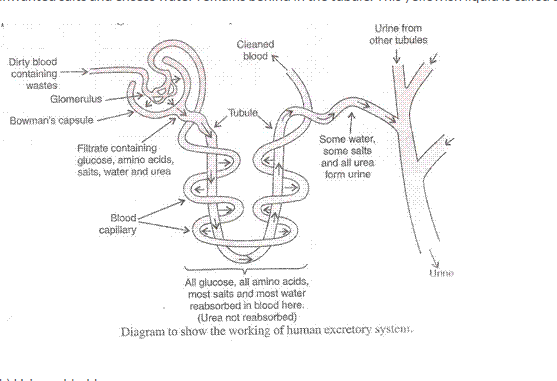 Urine from
other tubules
Cleaned
blood
Dirty blood
containing
wastes
Glomerulus
Bowman's capsule
Tubule
Filtrate containing
glucose, amino acids,
salts, water and urea
Some water,
some salts
and all urea
form urine
Blood
capillary
Urine
All glucose, all amino acids,
most salts and most water
reabsorbed in blood here.
(Urea not reabsorbed)
Diagram to show the working of human excretory system.